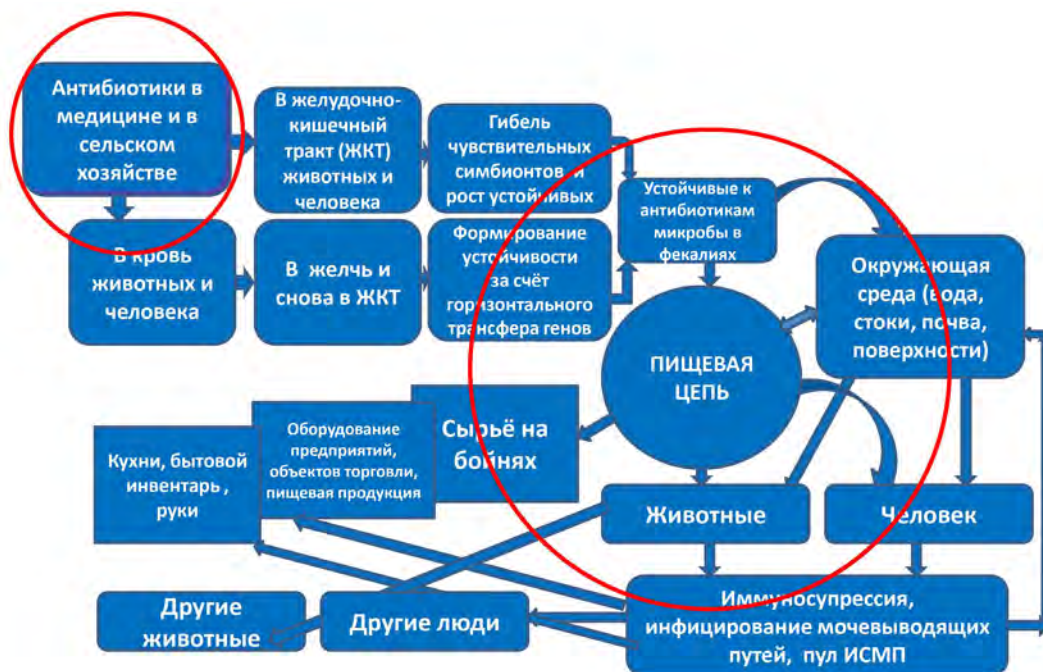 Антибиотики в
медицине и в
сельском
хозяйстве
В желудочно-
кишечный
тракт (ЖКТ)
животных и
человека
Гибель
чувствительных
симбионтов и
рост устойчивых
Устойчивые к
антибиотикам
микробы в
фекалиях
В кровь
животных и
человека
В желчь и
снова в ЖКТ
Формирование
устойчивости
за счёт
горизонтального
трансфера генов
Окружающая
среда (вода,
стоки, почва,
поверхности)
ПИЩЕВАЯ
ЦЕПЬ
Сырьё на
бойнях
Оборудование
предприятий,
объектов торговли,
пищевая продукция
Кухни, бытовой
инвентарь ,
руки
Животные
Человек
Другие
животные
Другие люди
Иммуносупрессия,
инфицирование мочевыводящих
путей, пул ИСМП